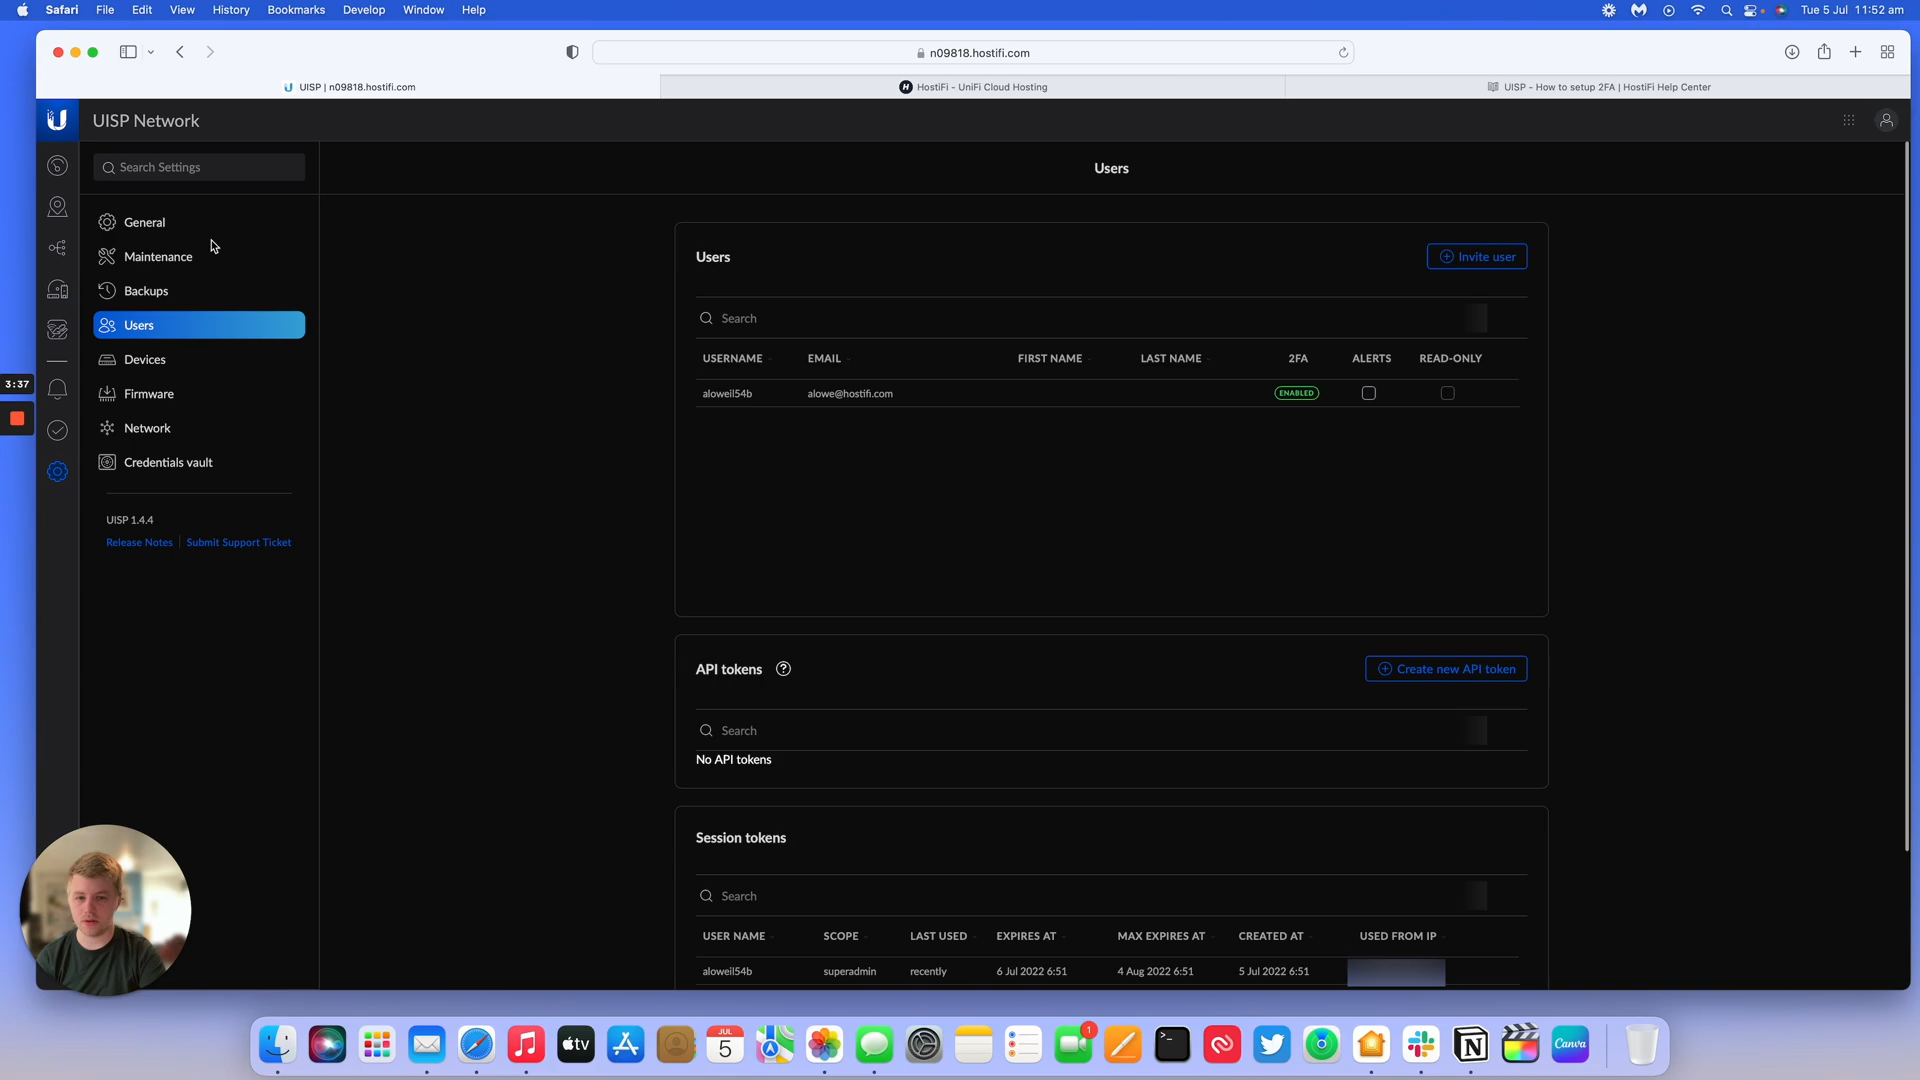 Safari File Edit View History Bookmarks Develop Window Help
Tue 5 Jul 11:52 am
n09818.hostifi.com
UISP | n09818.hostifi.com
HostiFi - UniFi Cloud Hosting
UISP - How to setup 2FA | HostiFi Help Center
UISP Network
Search Settings
Users
General
Maintenance
Backups
Users
Devices
Firmware
Network
Credentials vault
UISP 1.4.4
Release Notes | Submit Support Ticket
3:37
Users
Invite user
Search
USERNAME EMAIL FIRST NAME LAST NAME 2FA ALERTS READ-ONLY
aloweil54b alowe@hostifi.com ENABLED
API tokens
Create new API token
Search
No API tokens
Session tokens
Search
USER NAME SCOPE LAST USED EXPIRES AT MAX EXPIRES AT CREATED AT USED FROM IP
aloweil54b superadmin recently 6 Jul 2022 6:51 4 Aug 2022 6:51 5 Jul 2022 6:51
tv
JUL
5
1
Canva